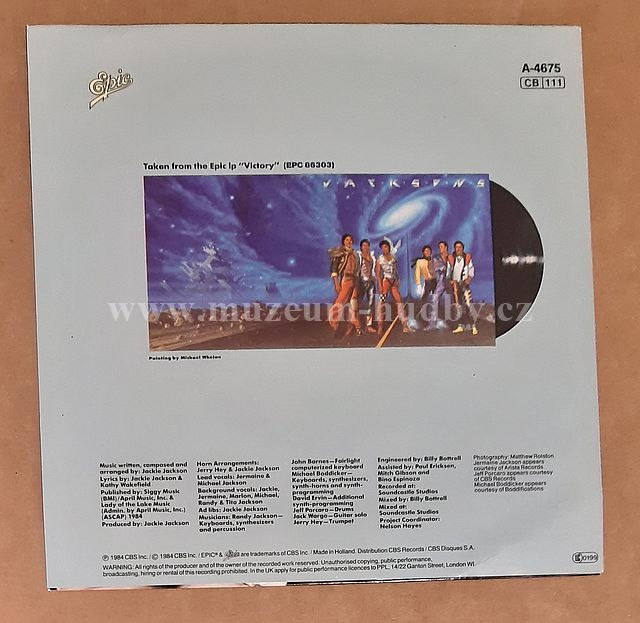 Epic
A-4675
CB 111
Taken from the Epic lp "Victory" (EPC 86303)
JACKSONS
www.muzeum-hudby.cz
Painting by Michael Whelan
Music written, composed and
arranged by: Jackie Jackson
Lyrics by: Jackie Jackson &
Kathy Wakefield
Published by: Siggy Music
(BMI)/April Music, Inc. &
Lady of the Lake Music
(Admin. by April Music, Inc.)
(ASCAP) 1984
Produced by: Jackie Jackson
Horn Arrangements:
Jerry Hey & Jackie Jackson
Lead vocals: Jermaine &
Michael Jackson
Background vocals: Jackie,
Jermaine, Marlon, Michael,
Randy & Tito Jackson
Ad libs: Jackie Jackson
Musicians: Randy Jackson—
Keyboards, synthesizers
and percussion
John Barnes—Fairlight
computerized keyboard
Michael Boddicker—
Keyboards, synthesizers,
synth-horns and synth-
programming
David Ervin—Additional
synth-programming
Jeff Porcaro—Drums
Jack Wargo—Guitar solo
Jerry Hey—Trumpet
Engineered by: Billy Bottrell
Assisted by: Paul Ericksen,
Mitch Gibson and
Bino Espinoza
Recorded at:
Soundcastle Studios
Mixed by: Billy Bottrell
Mixed at:
Soundcastle Studios
Project Coordinator:
Nelson Hayes
Photography: Matthew Rolston
Jermaine Jackson appears
courtesy of Arista Records
Jeff Porcaro appears courtesy
of CBS Records
Michael Boddicker appears
courtesy of Boddifications
℗ 1984 CBS Inc./© 1984 CBS Inc./EPIC® & are trademarks of CBS Inc./Made in Holland. Distribution CBS Records/CBS Disques S.A.
WARNING: All rights of the producer and of the owner of the recorded work reserved. Unauthorised copying, public performance,
broadcasting, hiring or rental of this recording prohibited. In the UK apply for public performance licences to PPL, 14/22 Ganton Street, London W1.
0199